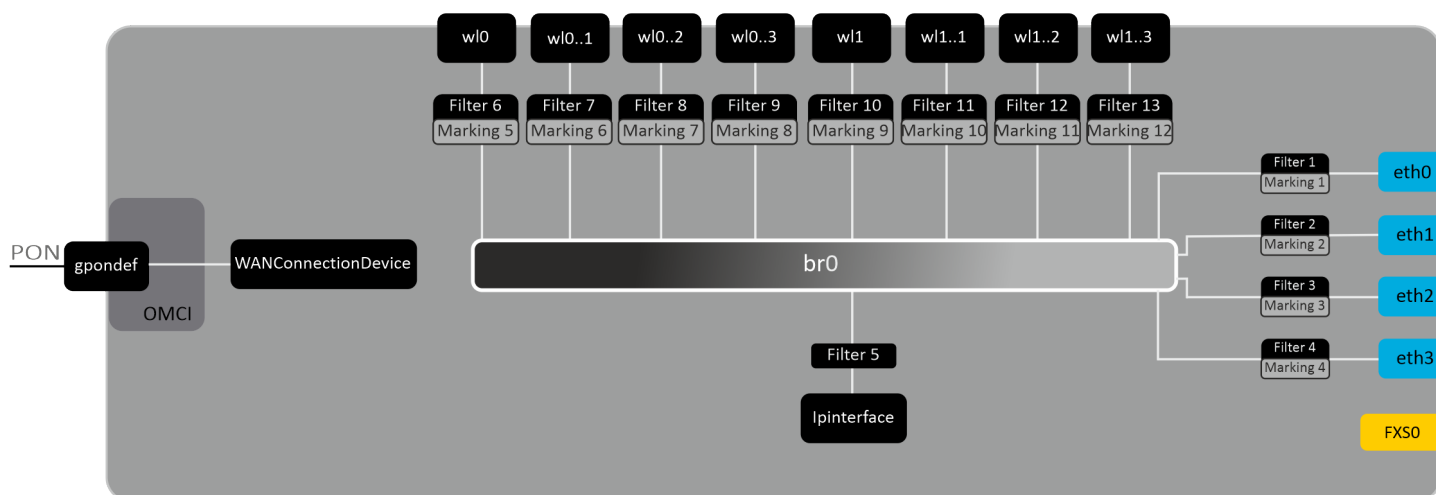 wl0
wl0..1
wl0..2
wl0..3
wl1
wl1..1
wl1..2
wl1..3
Filter 6
Marking 5
Filter 7
Marking 6
Filter 8
Marking 7
Filter 9
Marking 8
Filter 10
Marking 9
Filter 11
Marking 10
Filter 12
Marking 11
Filter 13
Marking 12
Filter 1
Marking 1
eth0
Filter 2
Marking 2
eth1
PON
gpondef
OMCI
WANConnectionDevice
br0
Filter 3
Marking 3
eth2
Filter 5
Filter 4
Marking 4
eth3
Ipinterface
FXS0